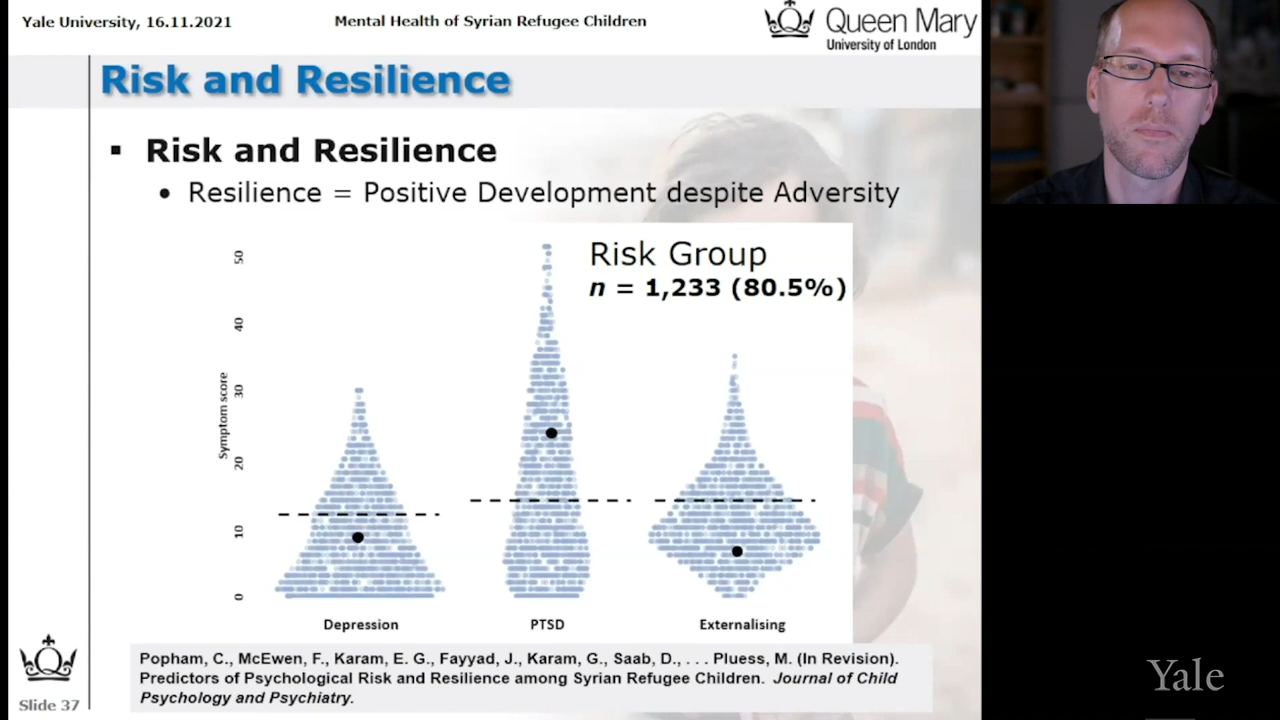 Yale University, 16.11.2021
Mental Health of Syrian Refugee Children
Queen Mary
University of London
Risk and Resilience
▪ Risk and Resilience
• Resilience = Positive Development despite Adversity
Risk Group
n = 1,233 (80.5%)
Symptom score
50
40
30
20
10
0
Depression
PTSD
Externalising
Popham, C., McEwen, F., Karam, E. G., Fayyad, J., Karam, G., Saab, D., . . . Pluess, M. (In Revision).
Predictors of Psychological Risk and Resilience among Syrian Refugee Children. Journal of Child
Psychology and Psychiatry.
Slide 37
Yale